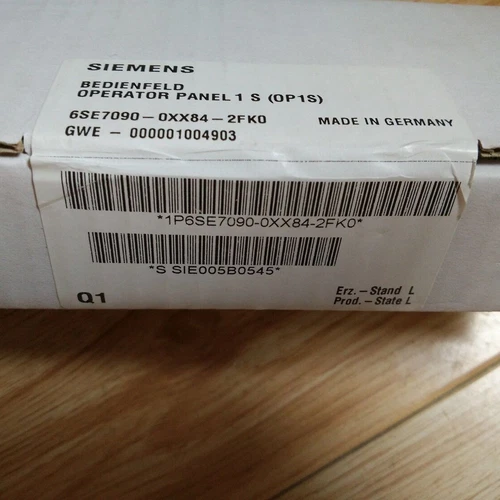 SIEMENS
BEDIENFELD
OPERATOR PANEL 1 S (OP1S)
6SE7090-0XX84-2FK0 MADE IN GERMANY
GWE - 000001004903
*1P6SE7090-0XX84-2FK0*
*S SIE005B0545*
Q1
Erz.-Stand L
Prod.-State L